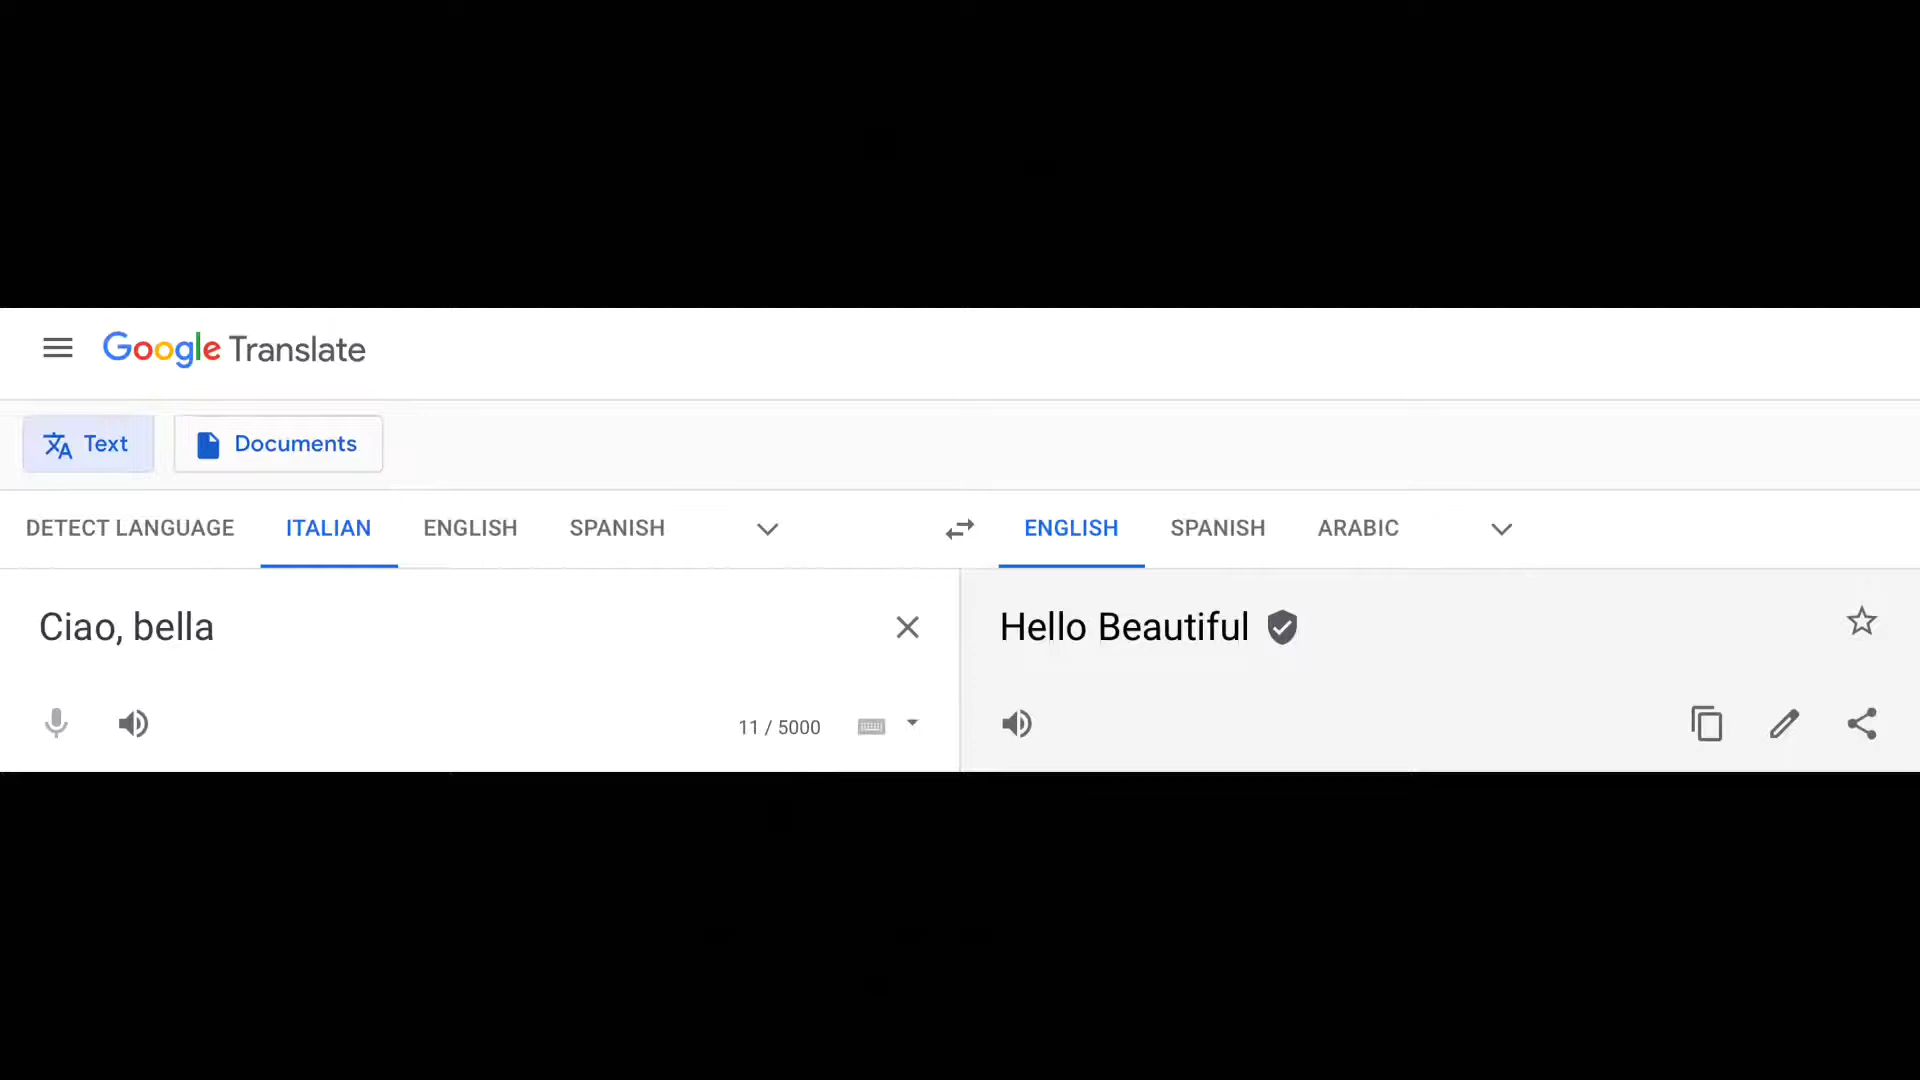 Google Translate
Text Documents
DETECT LANGUAGE ITALIAN ENGLISH SPANISH ENGLISH SPANISH ARABIC
Ciao, bella
Hello Beautiful
11 / 5000